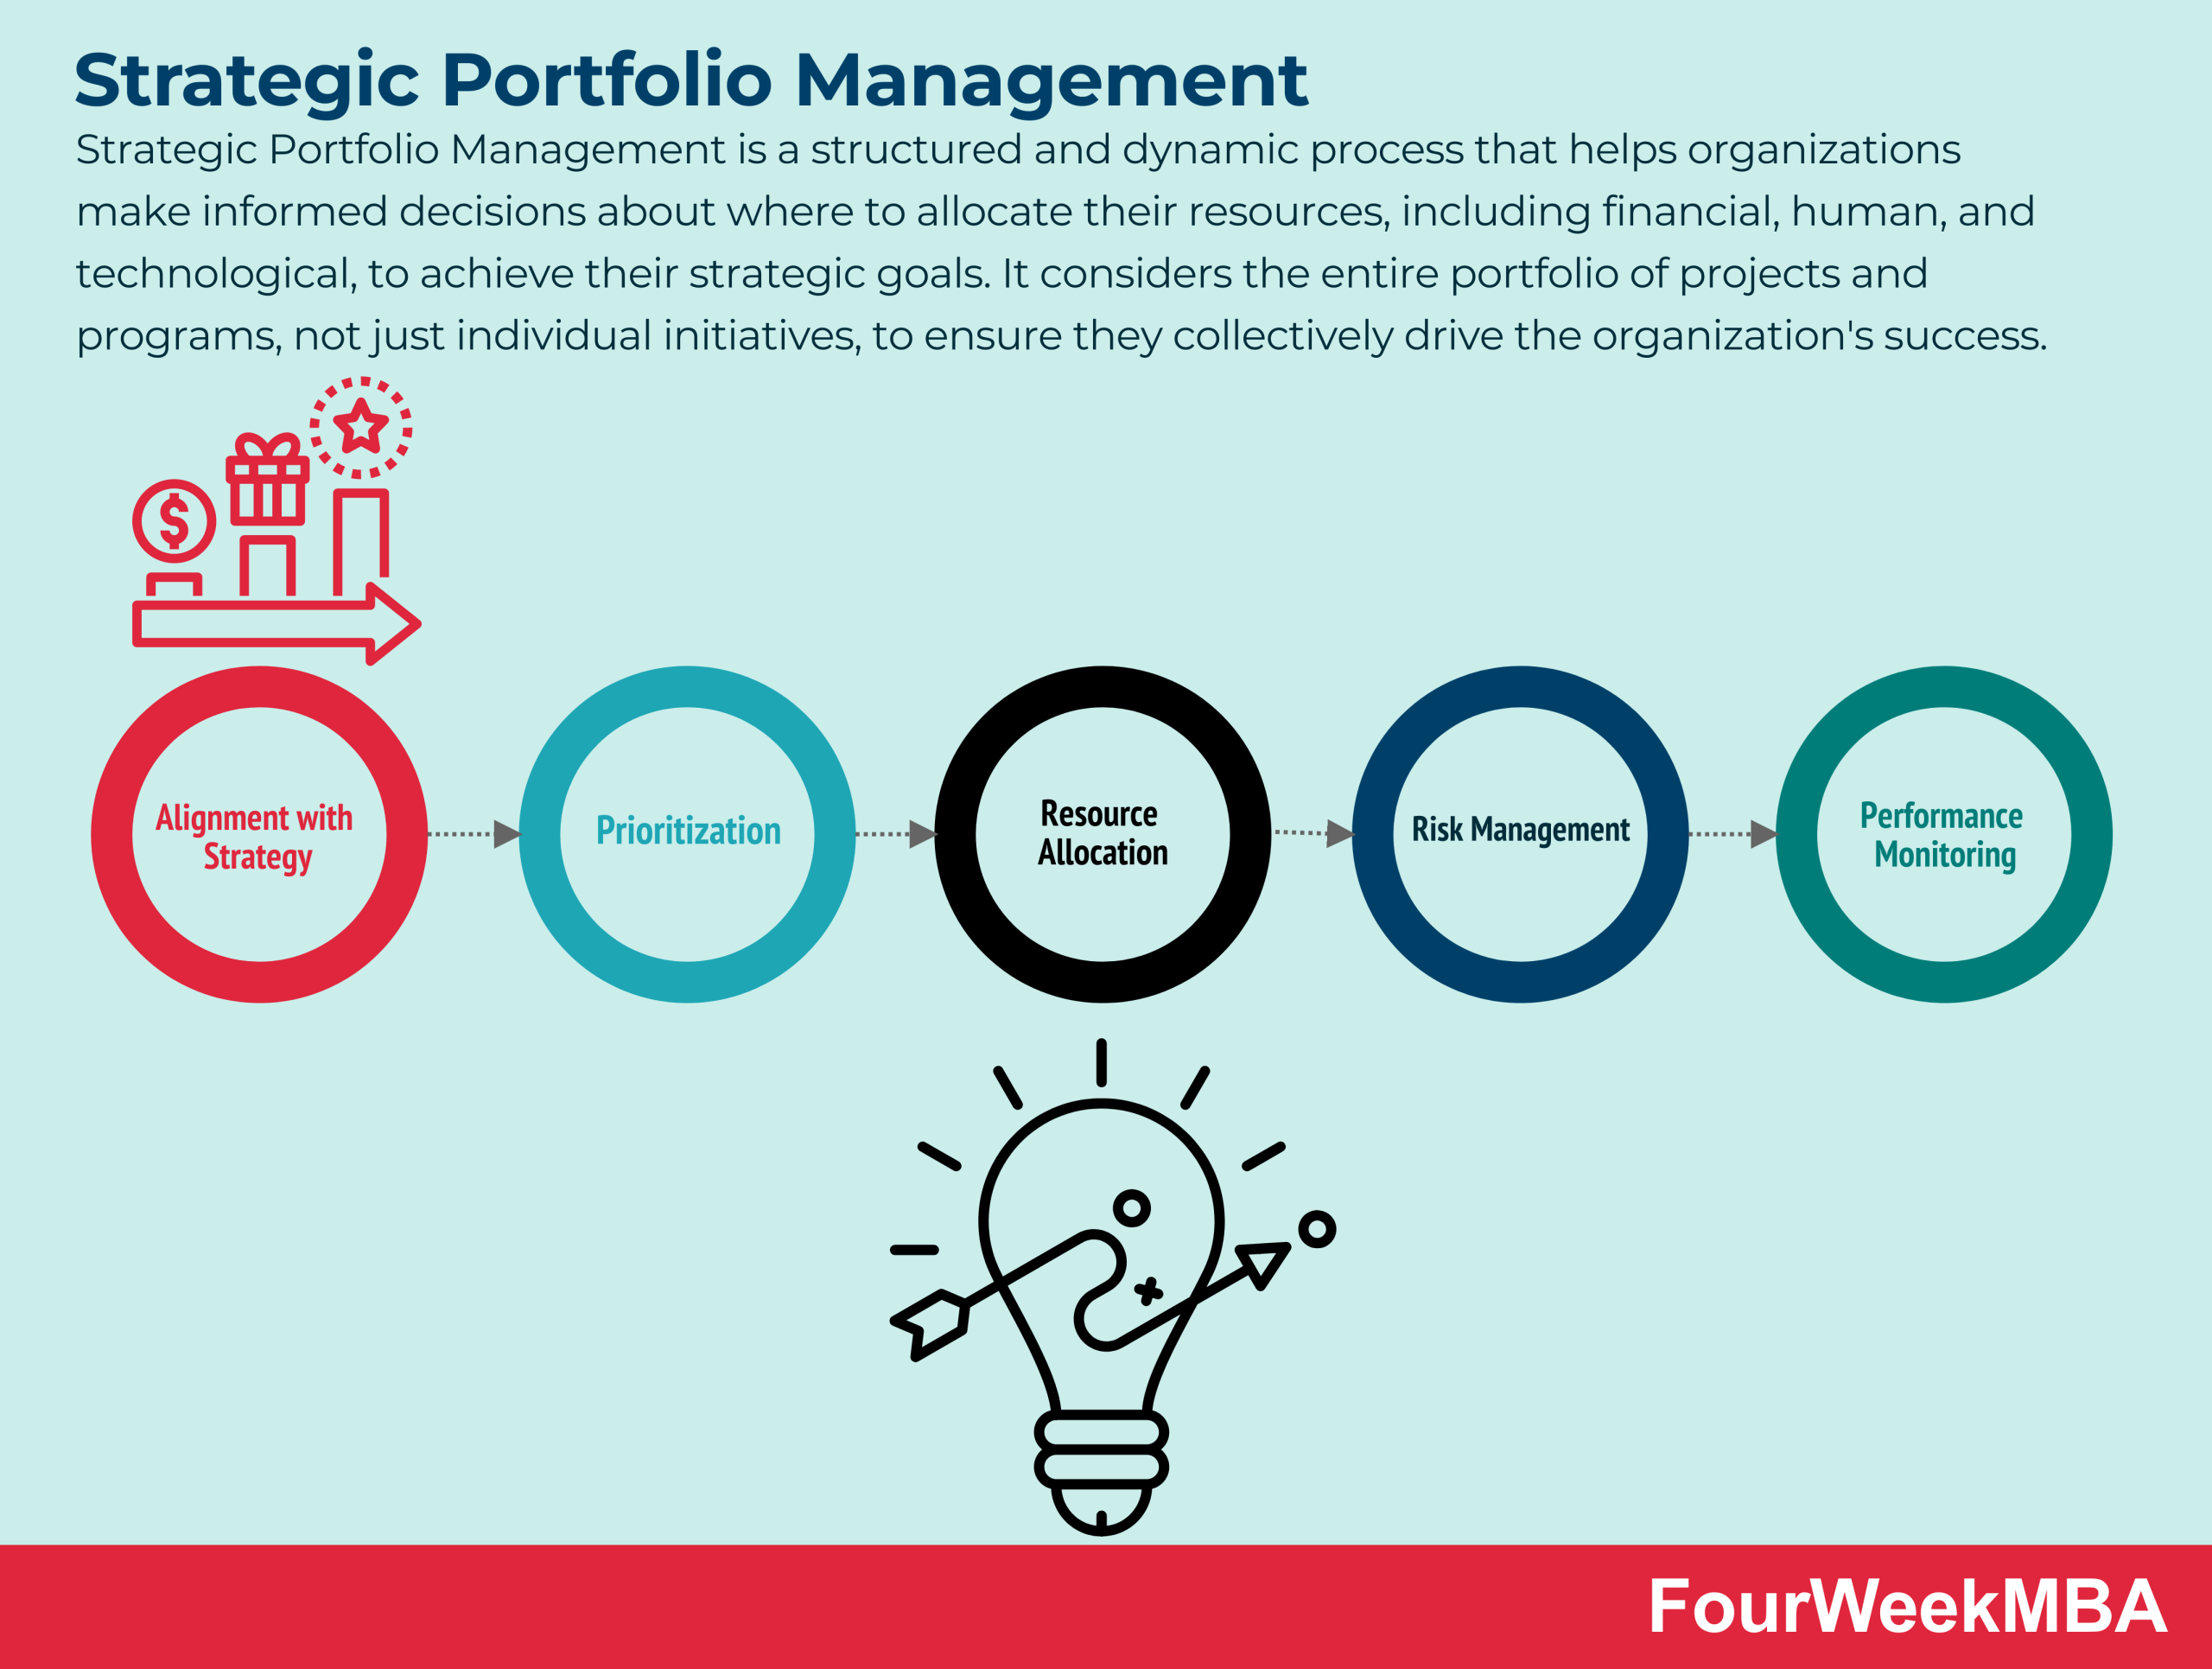 Strategic Portfolio Management
Strategic Portfolio Management is a structured and dynamic process that helps organizations
make informed decisions about where to allocate their resources, including financial, human, and
technological, to achieve their strategic goals. It considers the entire portfolio of projects and
programs, not just individual initiatives, to ensure they collectively drive the organization's success.
$
Alignment with
Strategy
Prioritization
Resource
Allocation
Risk Management
Performance
Monitoring
FourWeekMBA